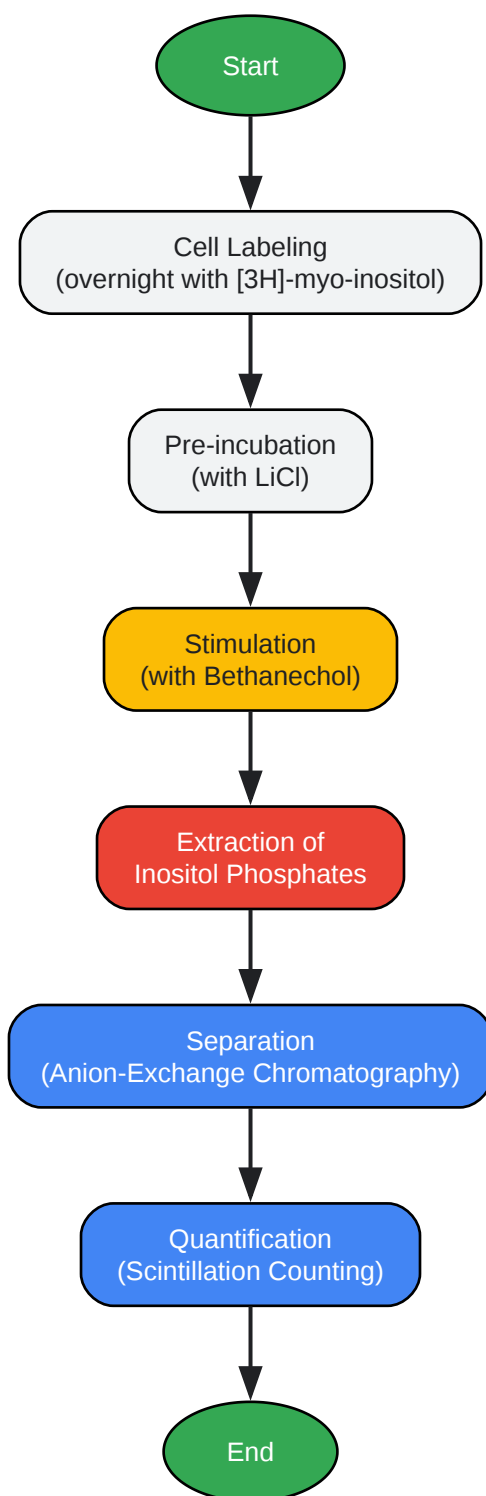 Start
Cell Labeling
(overnight with [3H]-myo-inositol)
Pre-incubation
(with LiCl)
Stimulation
(with Bethanechol)
Extraction of
Inositol Phosphates
Separation
(Anion-Exchange Chromatography)
Quantification
(Scintillation Counting)
End